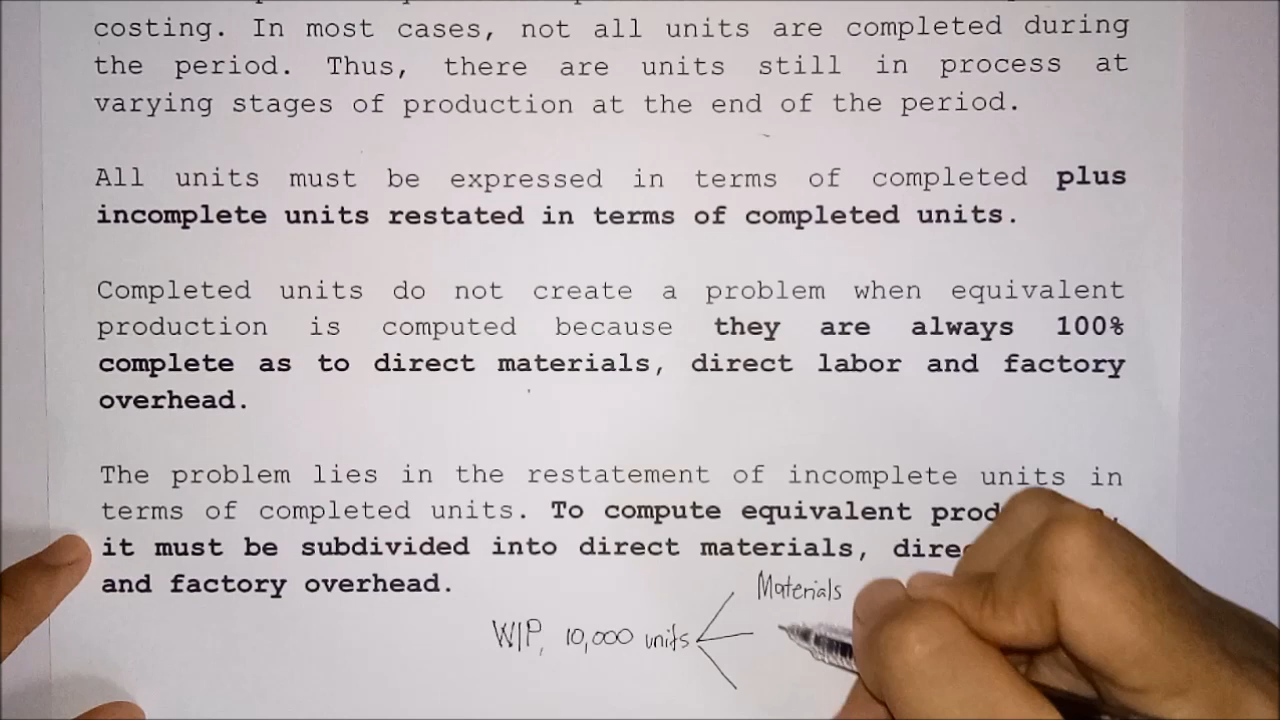 costing. In most cases, not all units are completed during
the period. Thus, there are units still in process at
varying stages of production at the end of the period.
All units must be expressed in terms of completed plus
incomplete units restated in terms of completed units.
Completed units do not create a problem when equivalent
production is computed because they are always 100%
complete as to direct materials, direct labor and factory
overhead.
The problem lies in the restatement of incomplete units in
terms of completed units. To compute equivalent
it must be subdivided into direct materials,
and factory overhead.
Materials
WIP, 10,000 units